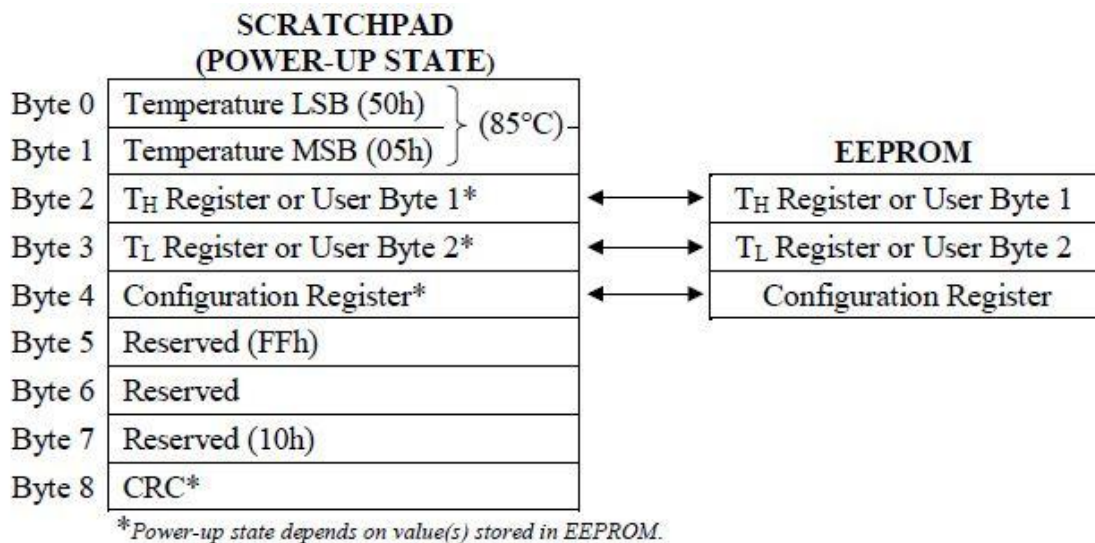 SCRATCHPAD
(POWER-UP STATE)
Byte 0 Temperature LSB (50h)
(85°C)
Byte 1 Temperature MSB (05h)
EEPROM
Byte 2 TH Register or User Byte 1* TH Register or User Byte 1
Byte 3 TL Register or User Byte 2* TL Register or User Byte 2
Byte 4 Configuration Register* Configuration Register
Byte 5 Reserved (FFh)
Byte 6 Reserved
Byte 7 Reserved (10h)
Byte 8 CRC*
*Power-up state depends on value(s) stored in EEPROM.